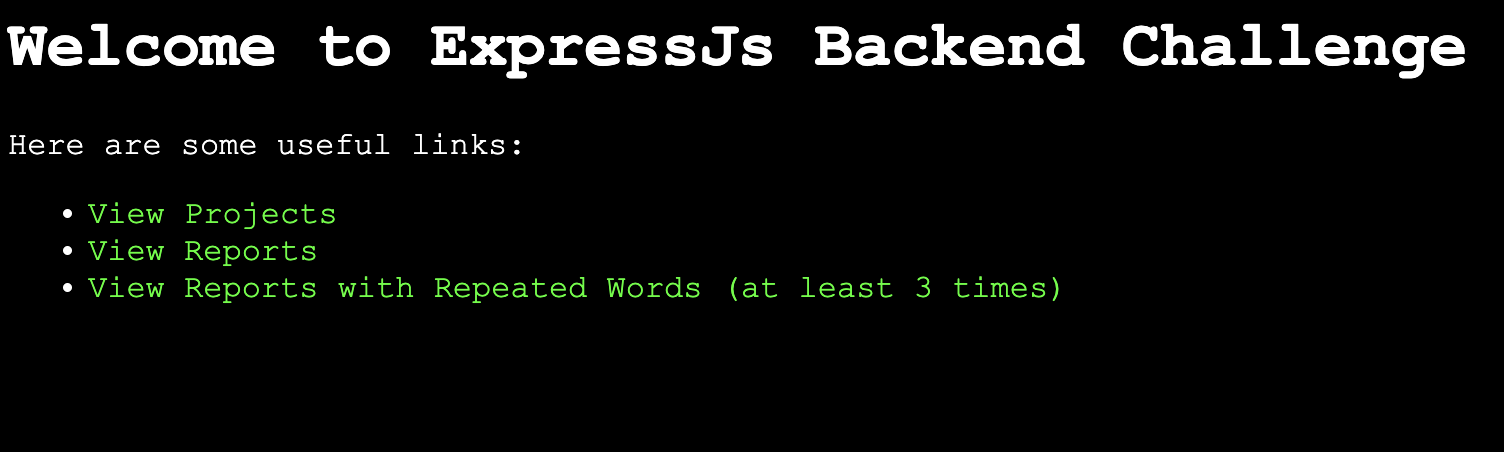 Welcome to ExpressJs Backend Challenge
Here are some useful links:
• View Projects
• View Reports
• View Reports with Repeated Words (at least 3 times)